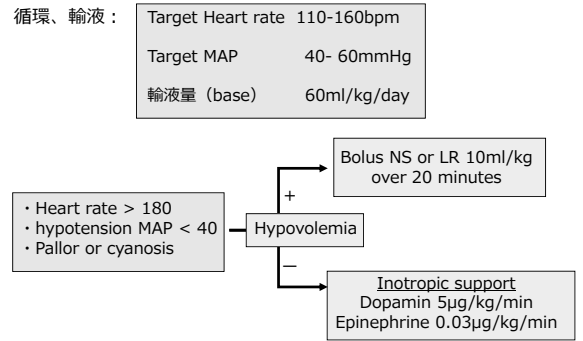 循環、輸液：
Target Heart rate 110-160bpm
Target MAP 40- 60mmHg
輸液量（base） 60ml/kg/day
Bolus NS or LR 10ml/kg
over 20 minutes
・Heart rate > 180
・hypotension MAP < 40
・Pallor or cyanosis
+
Hypovolemia
－
Inotropic support
Dopamin 5μg/kg/min
Epinephrine 0.03μg/kg/min